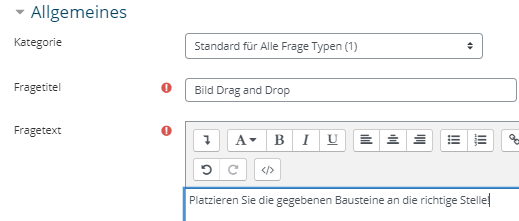 Allgemeines
Kategorie
Standard für Alle Frage Typen (1)
Fragetitel
Bild Drag and Drop
Fragetext
A B I U
Platzieren Sie die gegebenen Bausteine an die richtige Stelle!